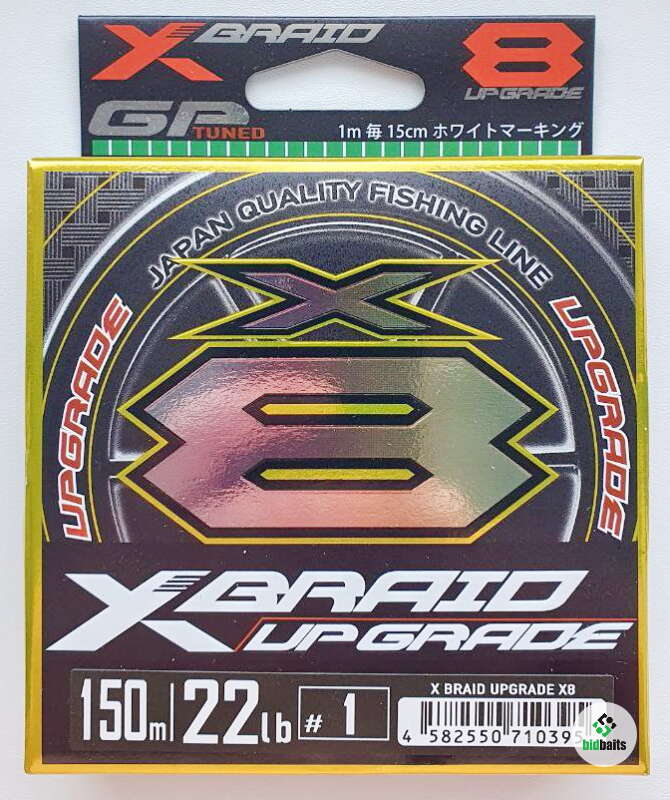 X BRAID 8
UPGRADE
GP
TUNED
1m 毎 15cm ホワイトマーキング
JAPAN QUALITY FISHING LINE
UPGRADE
X
UPGRADE
8
X BRAID
UPGRADE
150m 22lb # 1
X BRAID UPGRADE X8
4 582550 710395
bidbaits